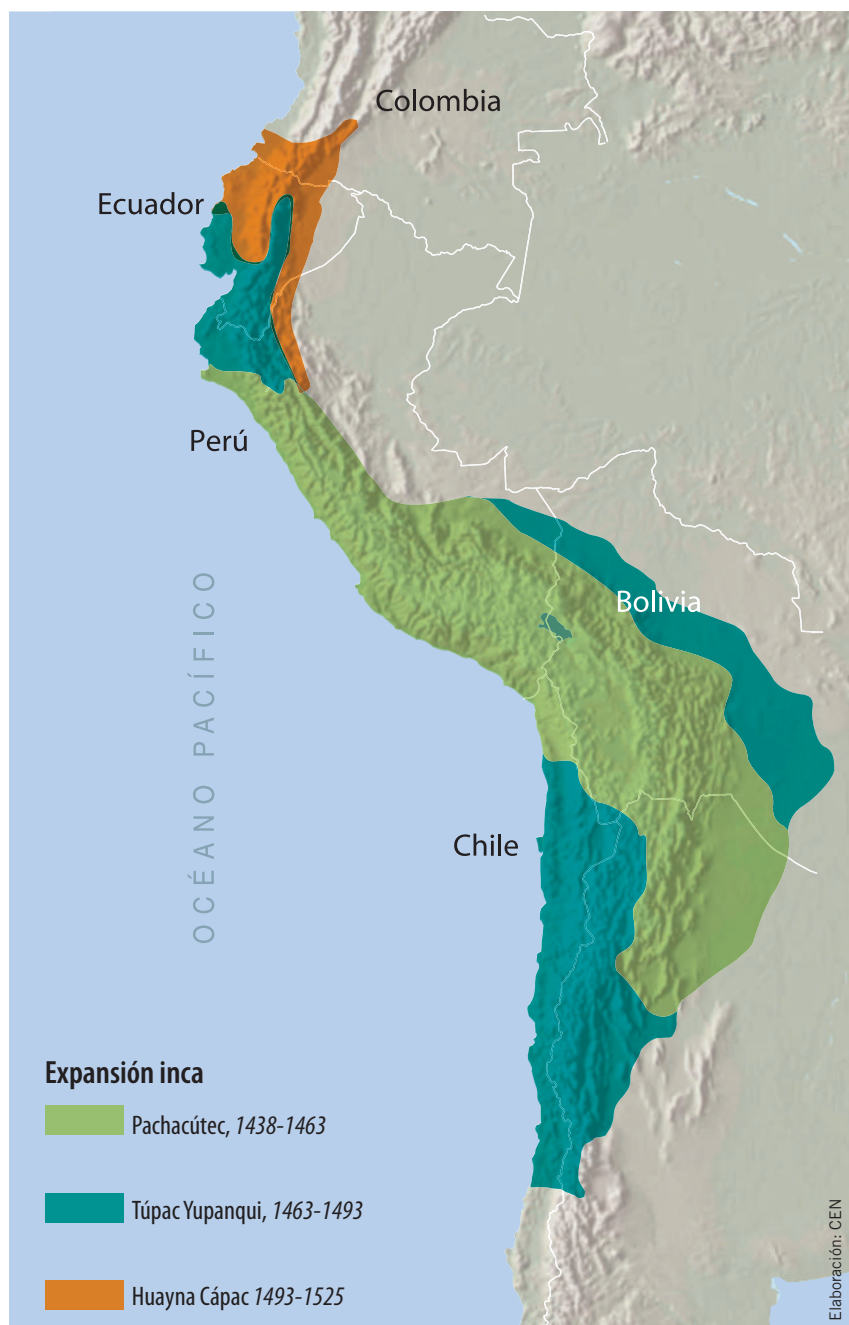 Colombia
Ecuador
Perú
OCÉANO PACÍFICO
Bolivia
Chile
Expansión inca
Pachacútec, 1438-1463
Túpac Yupanqui, 1463-1493
Huayna Cápac 1493-1525
Elaboración: CEN